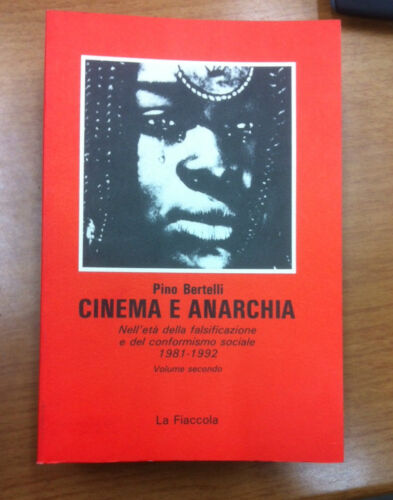 Pino Bertelli
CINEMA E ANARCHIA
Nell'età della falsificazione
e del conformismo sociale
1981-1992
Volume secondo
La Fiaccola